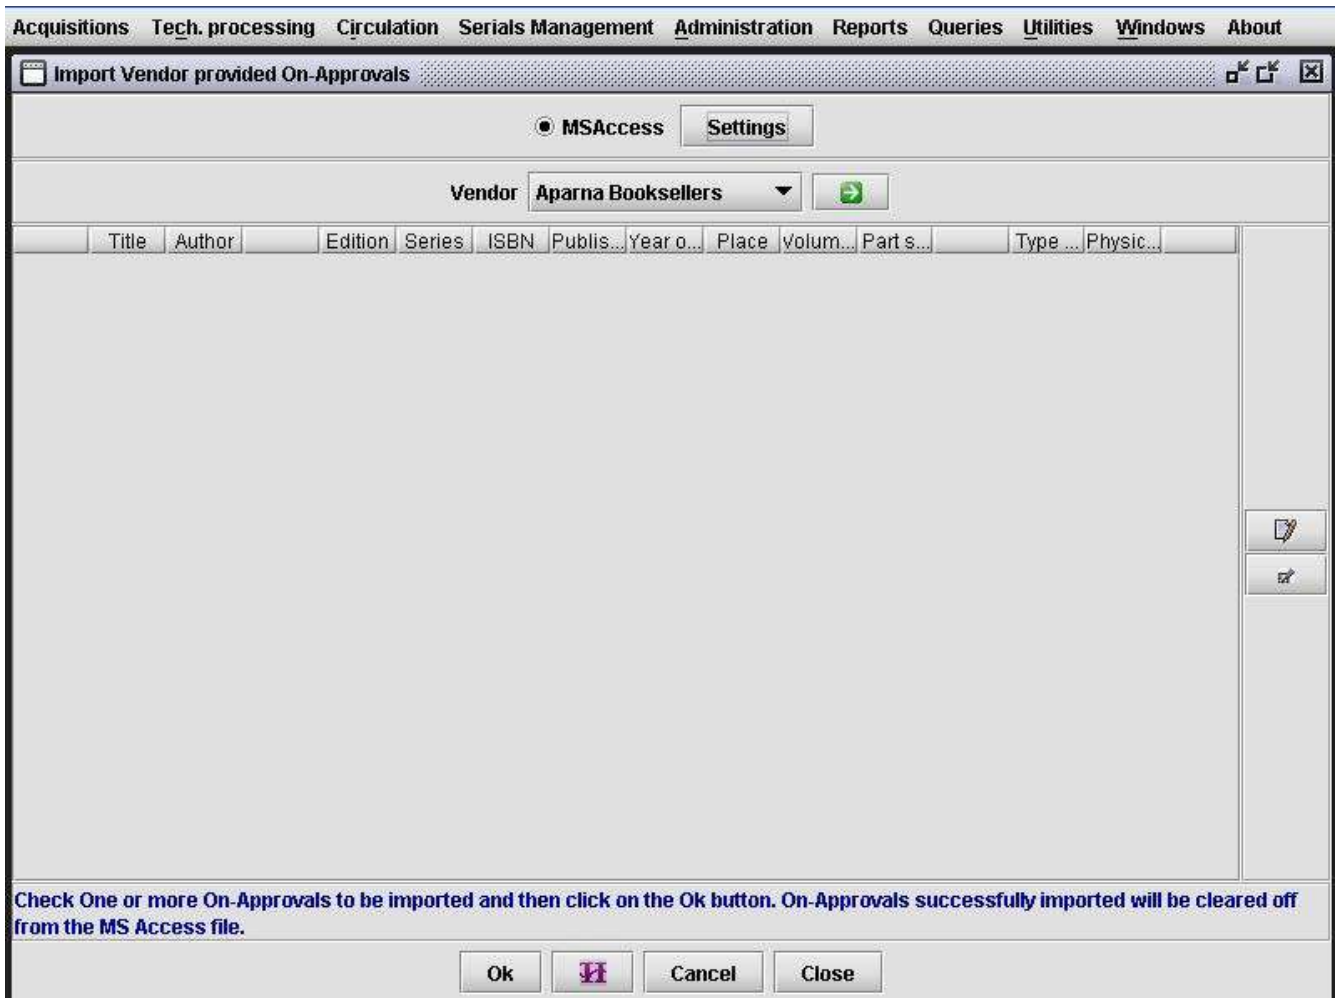 Acquisitions Tech. processing Circulation Serials Management Administration Reports Queries Utilities Windows About
Import Vendor provided On-Approvals
MSAccess Settings
Vendor Aparna Booksellers
Title Author Edition Series ISBN Publis... Year o... Place Volum... Part s... Type ... Physic...
Check One or more On-Approvals to be imported and then click on the Ok button. On-Approvals successfully imported will be cleared off
from the MS Access file.
Ok Cancel Close